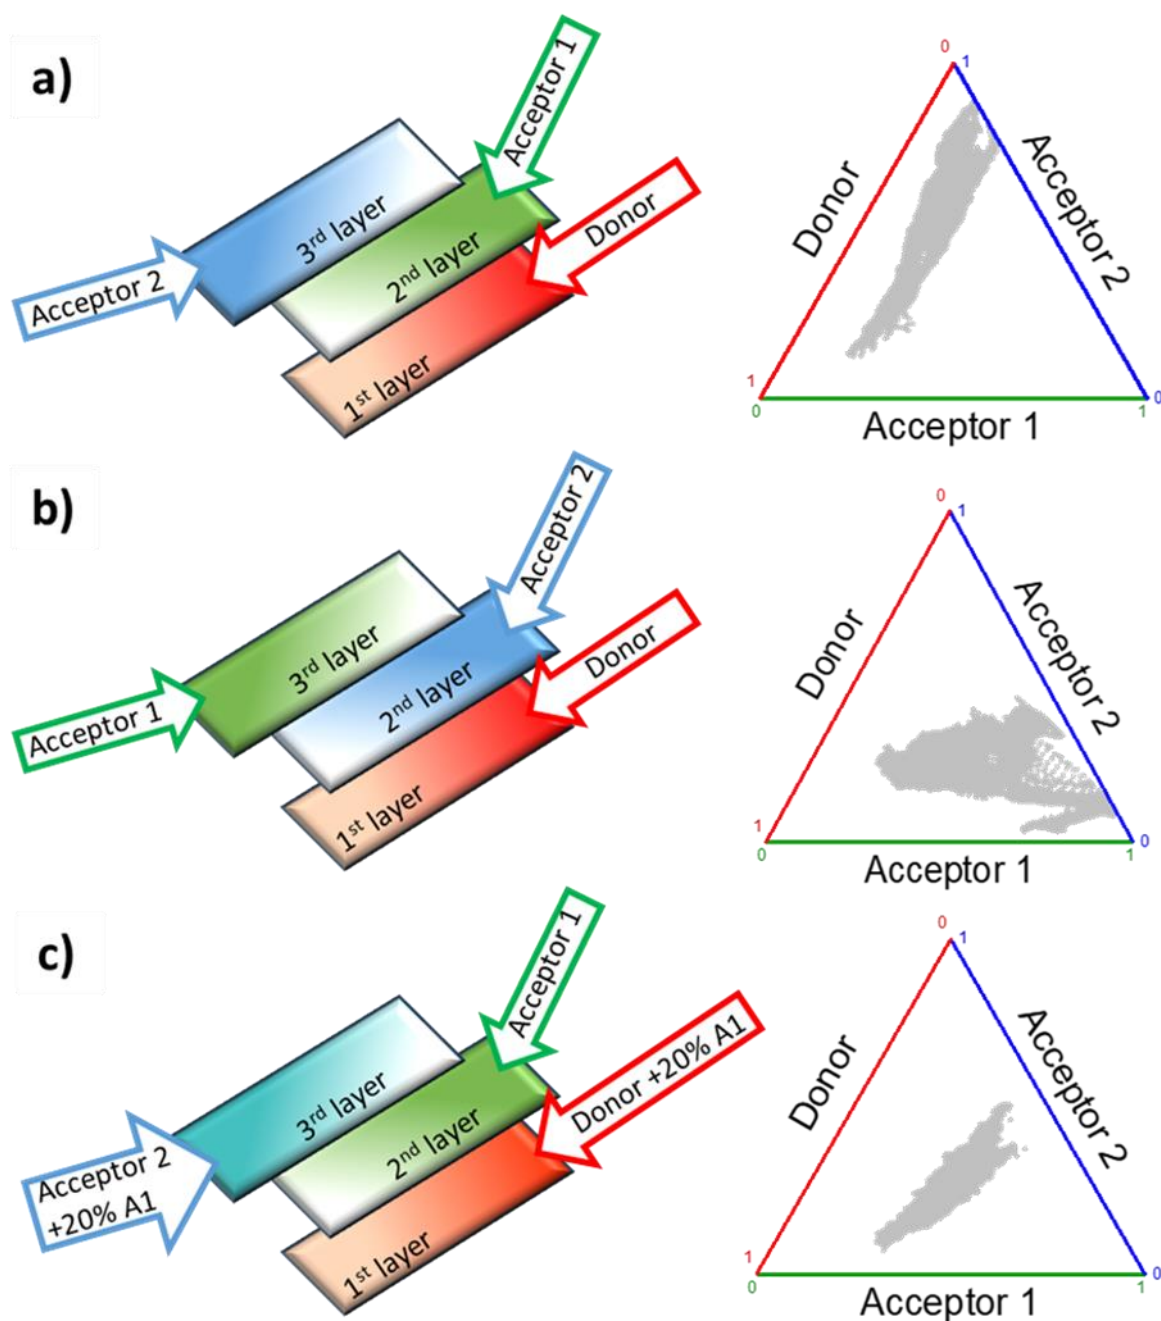 a)
Acceptor 1
Donor
Acceptor 2
3rd layer
2nd layer
1st layer
0
1
Donor
Acceptor 2
1
0
1
0
Acceptor 1
b)
Acceptor 2
Donor
Acceptor 1
3rd layer
2nd layer
1st layer
0
1
Donor
Acceptor 2
1
0
1
0
Acceptor 1
c)
Acceptor 1
Donor +20% A1
Acceptor 2
+20% A1
3rd layer
2nd layer
1st layer
0
1
Donor
Acceptor 2
1
0
1
0
Acceptor 1